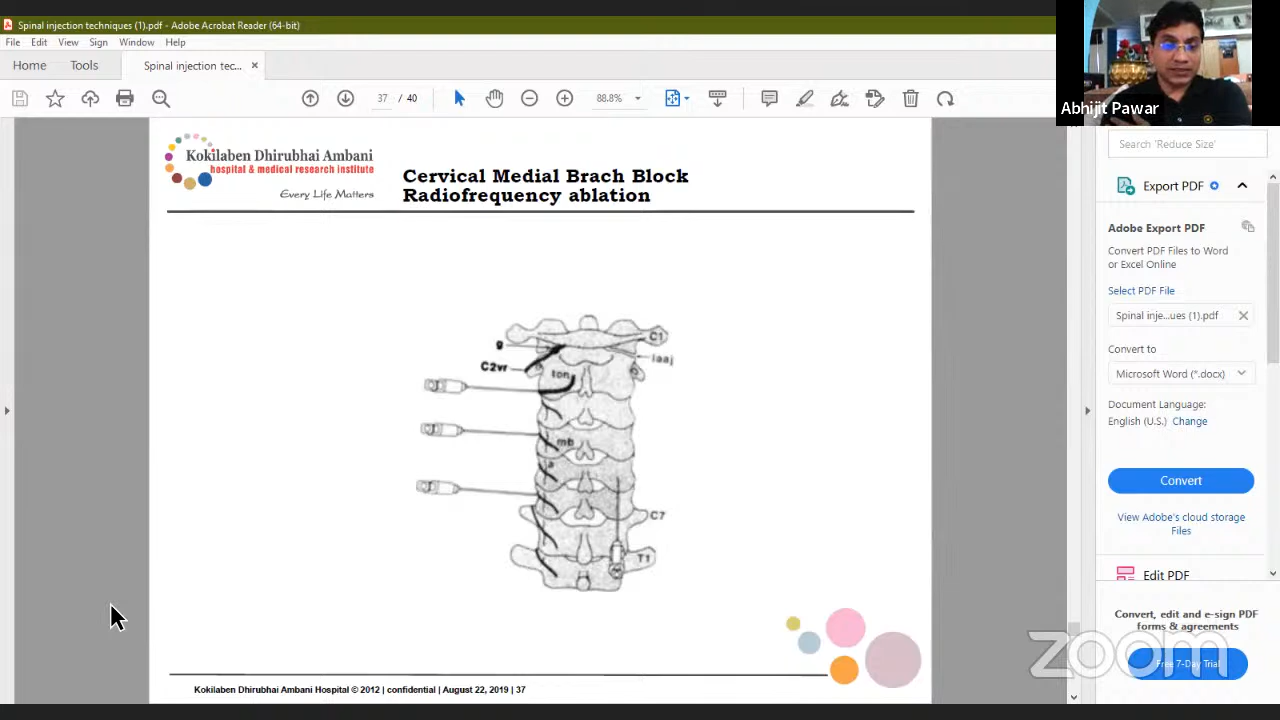 Spinal injection techniques (1).pdf - Adobe Acrobat Reader (64-bit)
File Edit View Sign Window Help
Home Tools Spinal injection tec... ×
37 / 40 88.8%
Abhijit Pawar
Kokilaben Dhirubhai Ambani
hospital & medical research institute
Every Life Matters
Cervical Medial Brach Block
Radiofrequency ablation
C1
g
laaj
C2vr
ton
mb
a
C7
T1
Kokilaben Dhirubhai Ambani Hospital © 2012 | confidential | August 22, 2019 | 37
Search 'Reduce Size'
Export PDF
Adobe Export PDF
Convert PDF Files to Word
or Excel Online
Select PDF File
Spinal inje...ues (1).pdf
Convert to
Microsoft Word (*.docx)
Document Language:
English (U.S.) Change
Convert
View Adobe's cloud storage
Files
Edit PDF
Convert, edit and e-sign PDF
forms & agreements
Free 7-Day Trial
zoom